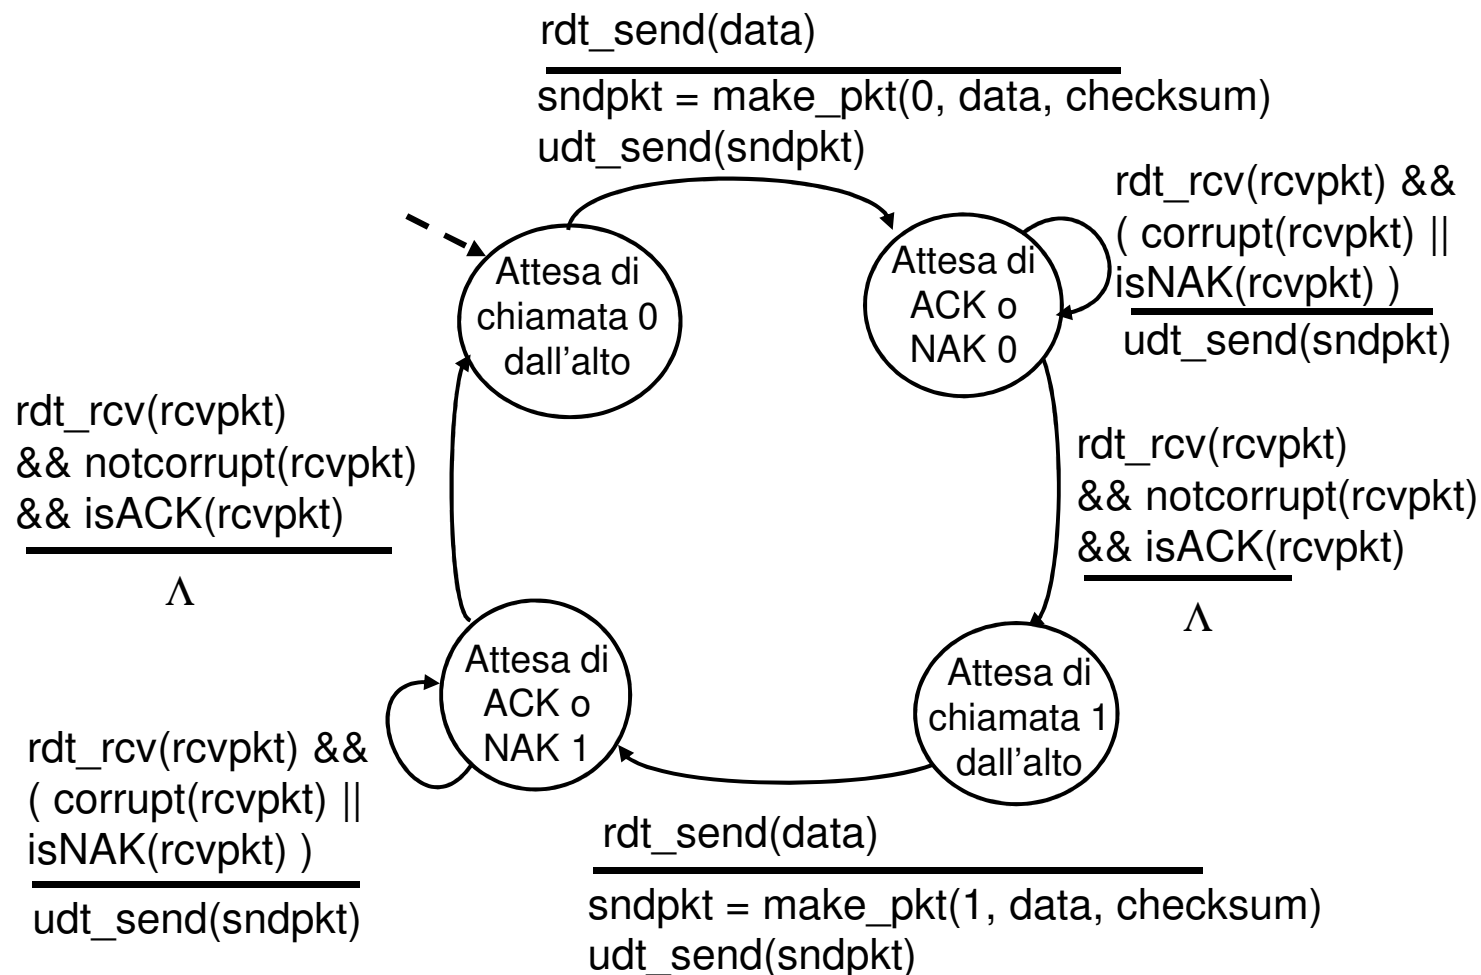 rdt_send(data)
sndpkt = make_pkt(0, data, checksum)
udt_send(sndpkt)
rdt_rcv(rcvpkt) &&
( corrupt(rcvpkt) ||
isNAK(rcvpkt) )
udt_send(sndpkt)
Attesa di
chiamata 0
dall'alto
Attesa di
ACK o
NAK 0
rdt_rcv(rcvpkt)
&& notcorrupt(rcvpkt)
&& isACK(rcvpkt)
Λ
rdt_rcv(rcvpkt)
&& notcorrupt(rcvpkt)
&& isACK(rcvpkt)
Λ
Attesa di
ACK o
NAK 1
Attesa di
chiamata 1
dall'alto
rdt_rcv(rcvpkt) &&
( corrupt(rcvpkt) ||
isNAK(rcvpkt) )
udt_send(sndpkt)
rdt_send(data)
sndpkt = make_pkt(1, data, checksum)
udt_send(sndpkt)